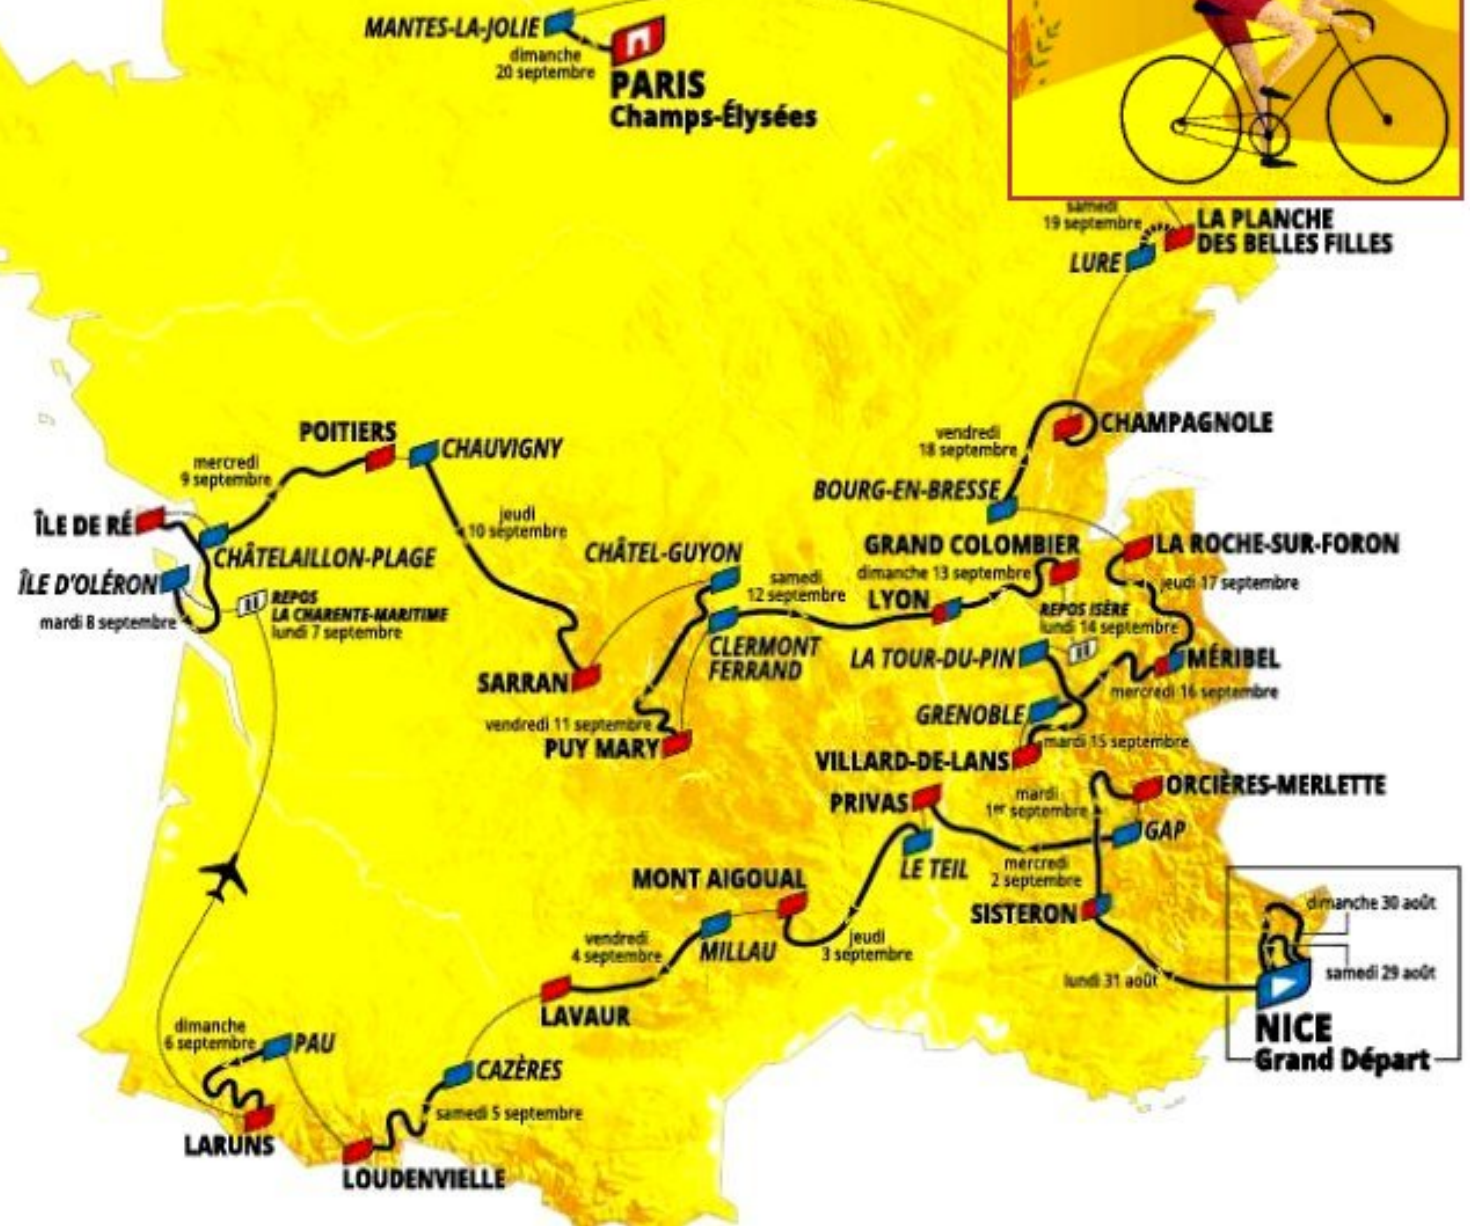 MANTES-LA-JOLIE
dimanche
20 septembre
PARIS
Champs-Élysées
samedi
19 septembre
LA PLANCHE
DES BELLES FILLES
LURE
CHAMPAGNOLE
vendredi
18 septembre
BOURG-EN-BRESSE
POITIERS
CHAUVIGNY
mercredi
9 septembre
ÎLE DE RÉ
CHÂTELAILLON-PLAGE
ÎLE D'OLÉRON
mardi 8 septembre
REPOS
LA CHARENTE-MARITIME
lundi 7 septembre
jeudi
10 septembre
CHÂTEL-GUYON
samedi
12 septembre
CLERMONT
FERRAND
SARRAN
vendredi 11 septembre
PUY MARY
GRAND COLOMBIER
dimanche 13 septembre
LYON
LA ROCHE-SUR-FORON
jeudi 17 septembre
REPOS ISÈRE
lundi 14 septembre
LA TOUR-DU-PIN
MÉRIBEL
mercredi 16 septembre
GRENOBLE
mardi 15 septembre
VILLARD-DE-LANS
PRIVAS
mardi
1er septembre
ORCIÈRES-MERLETTE
GAP
LE TEIL
mercredi
2 septembre
MONT AIGOUAL
SISTERON
MILLAU
vendredi
4 septembre
jeudi
3 septembre
dimanche 30 août
samedi 29 août
lundi 31 août
NICE
Grand Départ
LAVAUR
CAZÈRES
dimanche
6 septembre
PAU
samedi 5 septembre
LARUNS
LOUDENVIELLE